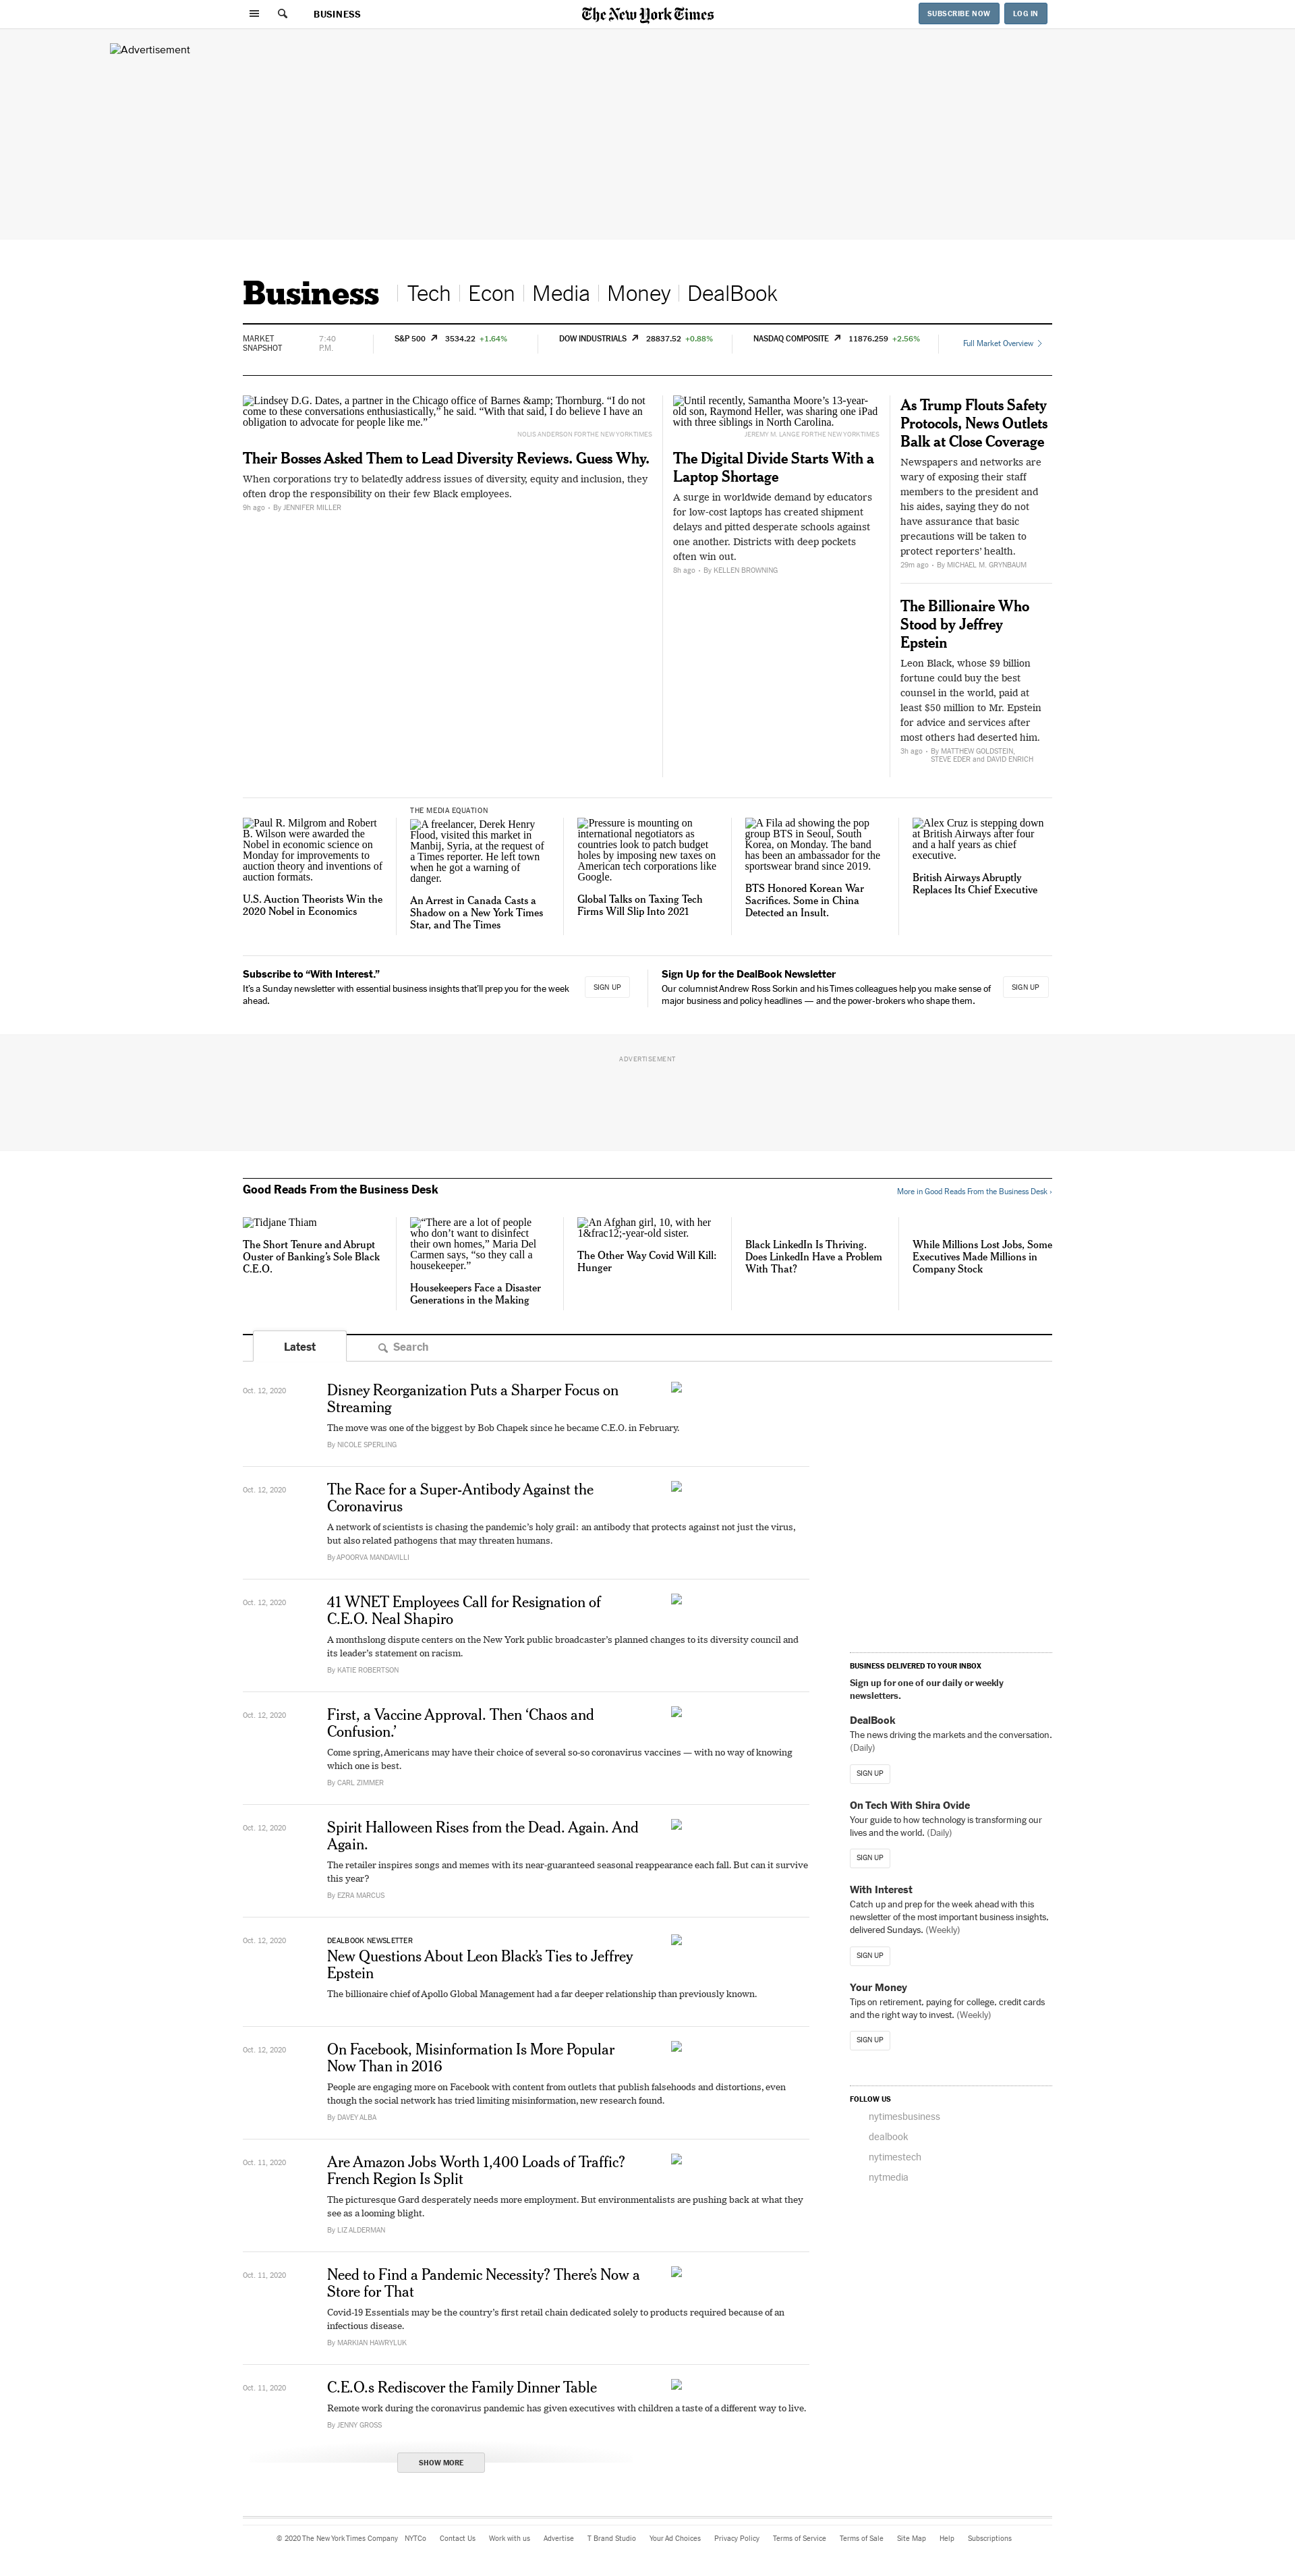 BUSINESS
The New York Times
SUBSCRIBE NOW
LOG IN
Advertisement
Business
Tech
Econ
Media
Money
DealBook
MARKET
SNAPSHOT
7:40
P.M.
S&P 500 3534.22 +1.64%
DOW INDUSTRIALS 28837.52 +0.88%
NASDAQ COMPOSITE 11876.259 +2.56%
Full Market Overview
Lindsey D.G. Dates, a partner in the Chicago office of Barnes &amp; Thornburg. “I do not
come to these conversations enthusiastically,” he said. “With that said, I do believe I have an
obligation to advocate for people like me.”
NOLIS ANDERSON FOR THE NEW YORK TIMES
Their Bosses Asked Them to Lead Diversity Reviews. Guess Why.
When corporations try to belatedly address issues of diversity, equity and inclusion, they
often drop the responsibility on their few Black employees.
9h ago • By JENNIFER MILLER
Until recently, Samantha Moore’s 13-year-
old son, Raymond Heller, was sharing one iPad
with three siblings in North Carolina.
JEREMY M. LANGE FOR THE NEW YORK TIMES
The Digital Divide Starts With a
Laptop Shortage
A surge in worldwide demand by educators
for low-cost laptops has created shipment
delays and pitted desperate schools against
one another. Districts with deep pockets
often win out.
8h ago • By KELLEN BROWNING
As Trump Flouts Safety
Protocols, News Outlets
Balk at Close Coverage
Newspapers and networks are
wary of exposing their staff
members to the president and
his aides, saying they do not
have assurance that basic
precautions will be taken to
protect reporters’ health.
29m ago • By MICHAEL M. GRYNBAUM
The Billionaire Who
Stood by Jeffrey
Epstein
Leon Black, whose $9 billion
fortune could buy the best
counsel in the world, paid at
least $50 million to Mr. Epstein
for advice and services after
most others had deserted him.
3h ago • By MATTHEW GOLDSTEIN,
STEVE EDER and DAVID ENRICH
Paul R. Milgrom and Robert
B. Wilson were awarded the
Nobel in economic science on
Monday for improvements to
auction theory and inventions of
auction formats.
U.S. Auction Theorists Win the
2020 Nobel in Economics
THE MEDIA EQUATION
A freelancer, Derek Henry
Flood, visited this market in
Manbij, Syria, at the request of
a Times reporter. He left town
when he got a warning of
danger.
An Arrest in Canada Casts a
Shadow on a New York Times
Star, and The Times
Pressure is mounting on
international negotiators as
countries look to patch budget
holes by imposing new taxes on
American tech corporations like
Google.
Global Talks on Taxing Tech
Firms Will Slip Into 2021
A Fila ad showing the pop
group BTS in Seoul, South
Korea, on Monday. The band
has been an ambassador for the
sportswear brand since 2019.
BTS Honored Korean War
Sacrifices. Some in China
Detected an Insult.
Alex Cruz is stepping down
at British Airways after four
and a half years as chief
executive.
British Airways Abruptly
Replaces Its Chief Executive
Subscribe to “With Interest.”
It’s a Sunday newsletter with essential business insights that’ll prep you for the week
ahead.
SIGN UP
Sign Up for the DealBook Newsletter
Our columnist Andrew Ross Sorkin and his Times colleagues help you make sense of
major business and policy headlines — and the power-brokers who shape them.
SIGN UP
ADVERTISEMENT
Good Reads From the Business Desk
More in Good Reads From the Business Desk ›
Tidjane Thiam
The Short Tenure and Abrupt
Ouster of Banking’s Sole Black
C.E.O.
“There are a lot of people
who don’t want to disinfect
their own homes,” Maria Del
Carmen says, “so they call a
housekeeper.”
Housekeepers Face a Disaster
Generations in the Making
An Afghan girl, 10, with her
1&frac12;-year-old sister.
The Other Way Covid Will Kill:
Hunger
Black LinkedIn Is Thriving.
Does LinkedIn Have a Problem
With That?
While Millions Lost Jobs, Some
Executives Made Millions in
Company Stock
Latest
Search
Oct. 12, 2020
Disney Reorganization Puts a Sharper Focus on
Streaming
The move was one of the biggest by Bob Chapek since he became C.E.O. in February.
By NICOLE SPERLING
Oct. 12, 2020
The Race for a Super-Antibody Against the
Coronavirus
A network of scientists is chasing the pandemic’s holy grail: an antibody that protects against not just the virus,
but also related pathogens that may threaten humans.
By APOORVA MANDAVILLI
Oct. 12, 2020
41 WNET Employees Call for Resignation of
C.E.O. Neal Shapiro
A monthslong dispute centers on the New York public broadcaster’s planned changes to its diversity council and
its leader’s statement on racism.
By KATIE ROBERTSON
Oct. 12, 2020
First, a Vaccine Approval. Then ‘Chaos and
Confusion.’
Come spring, Americans may have their choice of several so-so coronavirus vaccines — with no way of knowing
which one is best.
By CARL ZIMMER
Oct. 12, 2020
Spirit Halloween Rises from the Dead. Again. And
Again.
The retailer inspires songs and memes with its near-guaranteed seasonal reappearance each fall. But can it survive
this year?
By EZRA MARCUS
Oct. 12, 2020
DEALBOOK NEWSLETTER
New Questions About Leon Black’s Ties to Jeffrey
Epstein
The billionaire chief of Apollo Global Management had a far deeper relationship than previously known.
Oct. 12, 2020
On Facebook, Misinformation Is More Popular
Now Than in 2016
People are engaging more on Facebook with content from outlets that publish falsehoods and distortions, even
though the social network has tried limiting misinformation, new research found.
By DAVEY ALBA
Oct. 11, 2020
Are Amazon Jobs Worth 1,400 Loads of Traffic?
French Region Is Split
The picturesque Gard desperately needs more employment. But environmentalists are pushing back at what they
see as a looming blight.
By LIZ ALDERMAN
Oct. 11, 2020
Need to Find a Pandemic Necessity? There’s Now a
Store for That
Covid-19 Essentials may be the country’s first retail chain dedicated solely to products required because of an
infectious disease.
By MARKIAN HAWRYLUK
Oct. 11, 2020
C.E.O.s Rediscover the Family Dinner Table
Remote work during the coronavirus pandemic has given executives with children a taste of a different way to live.
By JENNY GROSS
SHOW MORE
BUSINESS DELIVERED TO YOUR INBOX
Sign up for one of our daily or weekly
newsletters.
DealBook
The news driving the markets and the conversation.
(Daily)
SIGN UP
On Tech With Shira Ovide
Your guide to how technology is transforming our
lives and the world. (Daily)
SIGN UP
With Interest
Catch up and prep for the week ahead with this
newsletter of the most important business insights,
delivered Sundays. (Weekly)
SIGN UP
Your Money
Tips on retirement, paying for college, credit cards
and the right way to invest. (Weekly)
SIGN UP
FOLLOW US
nytimesbusiness
dealbook
nytimestech
nytmedia
© 2020 The New York Times Company NYTCo Contact Us Work with us Advertise T Brand Studio Your Ad Choices Privacy Policy Terms of Service Terms of Sale Site Map Help Subscriptions